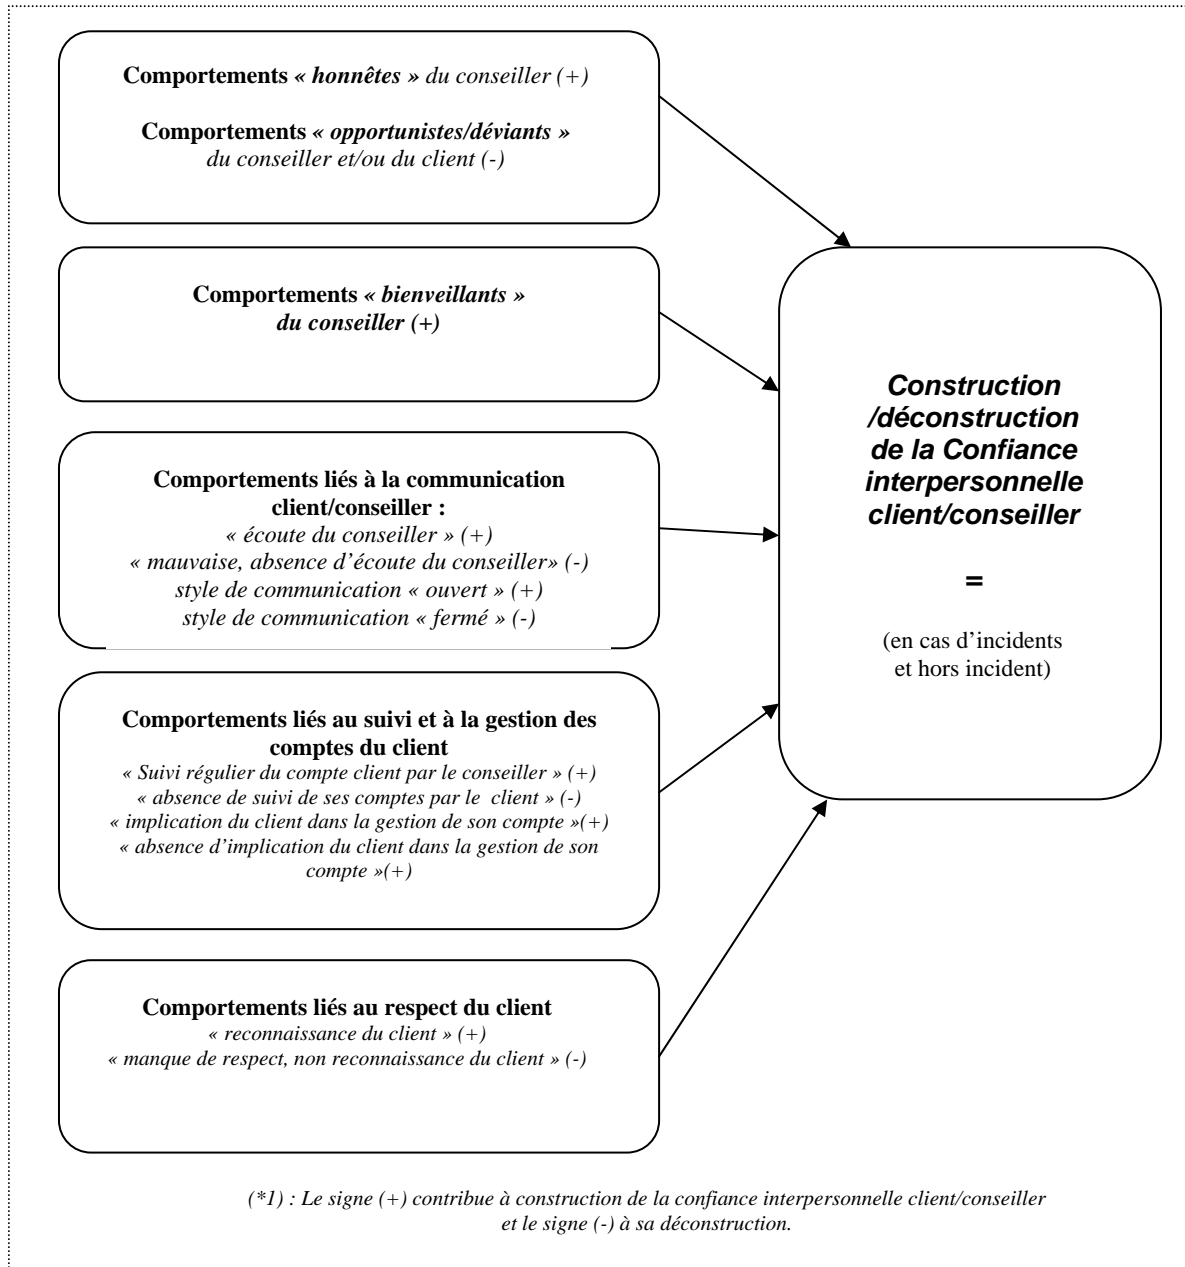 Comportements « honnêtes » du conseiller (+)
Comportements « opportunistes/déviants »
du conseiller et/ou du client (-)
Comportements « bienveillants »
du conseiller (+)
Comportements liés à la communication
client/conseiller :
« écoute du conseiller » (+)
« mauvaise, absence d'écoute du conseiller» (-)
style de communication « ouvert » (+)
style de communication « fermé » (-)
Comportements liés au suivi et à la gestion des
comptes du client
« Suivi régulier du compte client par le conseiller » (+)
« absence de suivi de ses comptes par le client » (-)
« implication du client dans la gestion de son compte »(+)
« absence d'implication du client dans la gestion de son
compte »(+)
Comportements liés au respect du client
« reconnaissance du client » (+)
« manque de respect, non reconnaissance du client » (-)
Construction
/déconstruction
de la Confiance
interpersonnelle
client/conseiller
=
(en cas d'incidents
et hors incident)
(*1) : Le signe (+) contribue à construction de la confiance interpersonnelle client/conseiller
et le signe (-) à sa déconstruction.